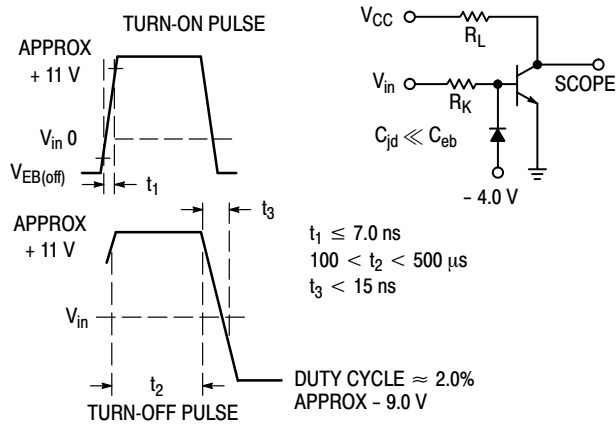 TURN-ON PULSE
APPROX
+ 11 V
V_in 0
V_EB(off)
t_1
t_3
APPROX
+ 11 V
V_in
t_2
TURN-OFF PULSE
t_1 ≤ 7.0 ns
100 < t_2 < 500 μs
t_3 < 15 ns
DUTY CYCLE ≈ 2.0%
APPROX - 9.0 V
V_CC
R_L
V_in
R_K
SCOPE
C_jd ≪ C_eb
- 4.0 V